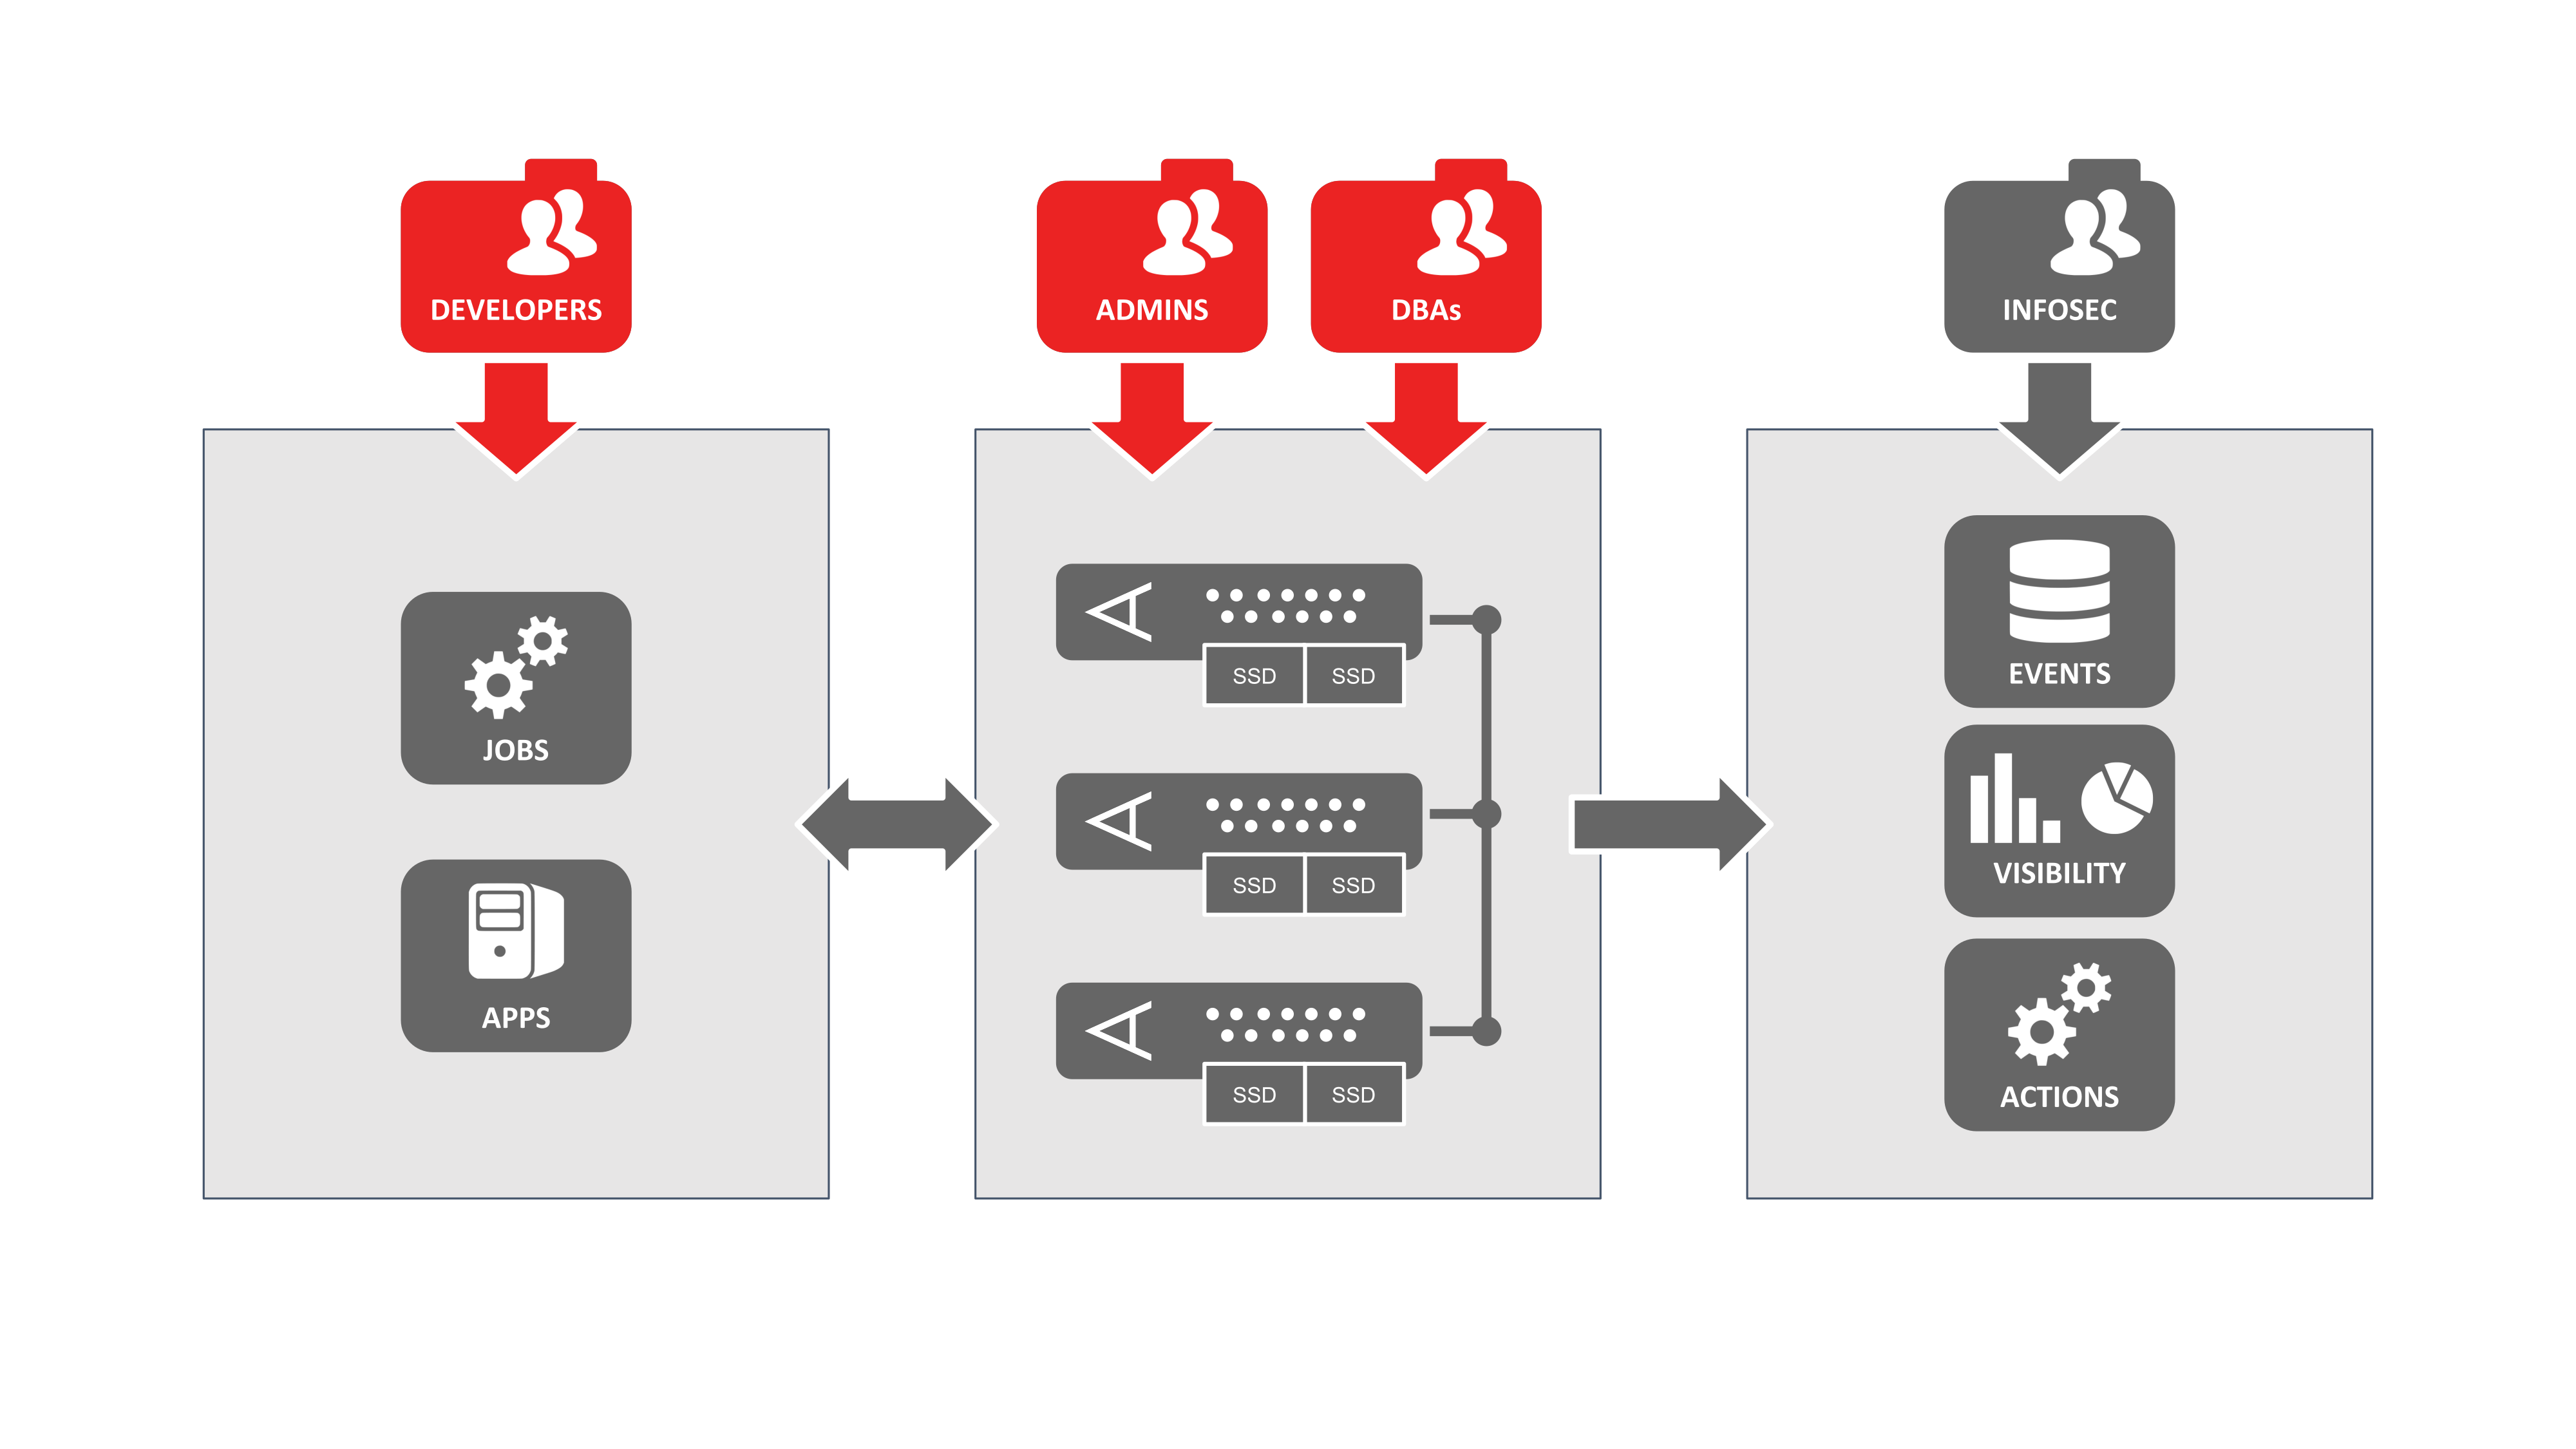 DEVELOPERS
ADMINS
DBAs
INFOSEC
JOBS
APPS
SSD SSD
SSD SSD
SSD SSD
EVENTS
VISIBILITY
ACTIONS